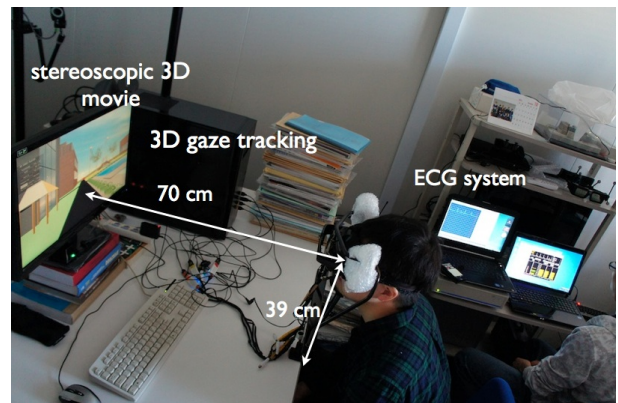 stereoscopic 3D
movie
3D gaze tracking
70 cm
ECG system
39 cm